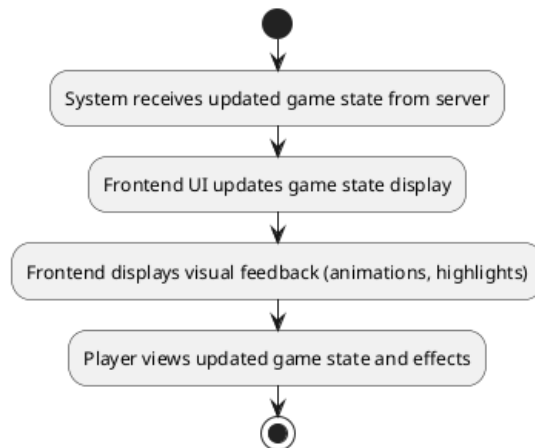 System receives updated game state from server
Frontend UI updates game state display
Frontend displays visual feedback (animations, highlights)
Player views updated game state and effects